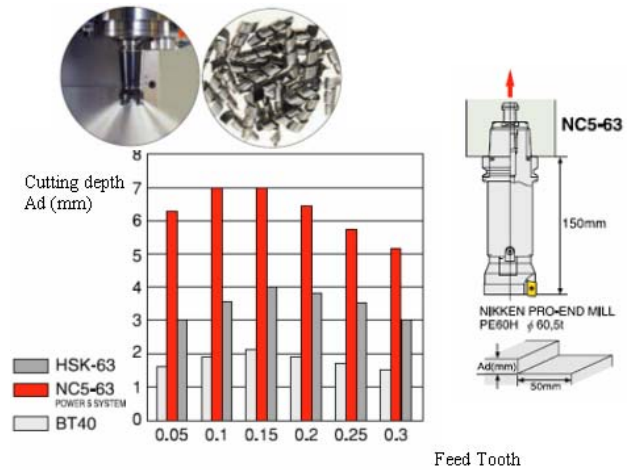 NC5-63
150mm
NIKKEN PRO-END MILL
PE60H φ 60,5t
Ad(mm)
50mm
Cutting depth
Ad (mm)
8
7
6
5
4
3
2
1
0
0.05 0.1 0.15 0.2 0.25 0.3
Feed Tooth
HSK-63
NC5-63
POWER S SYSTEM
BT40